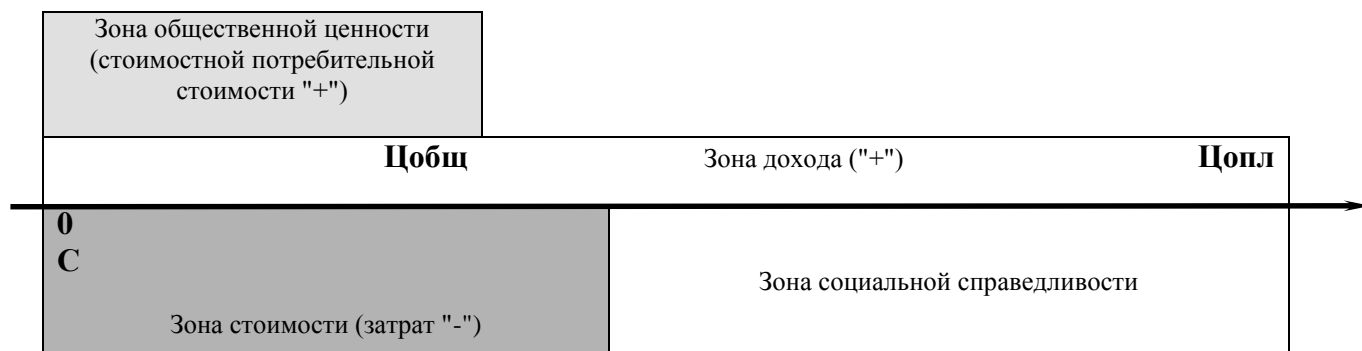 Зона общественной ценности
(стоимостной потребительной
стоимости "+")
Цобщ
Зона дохода ("+")
Цопл
0
С
Зона социальной справедливости
Зона стоимости (затрат "-")